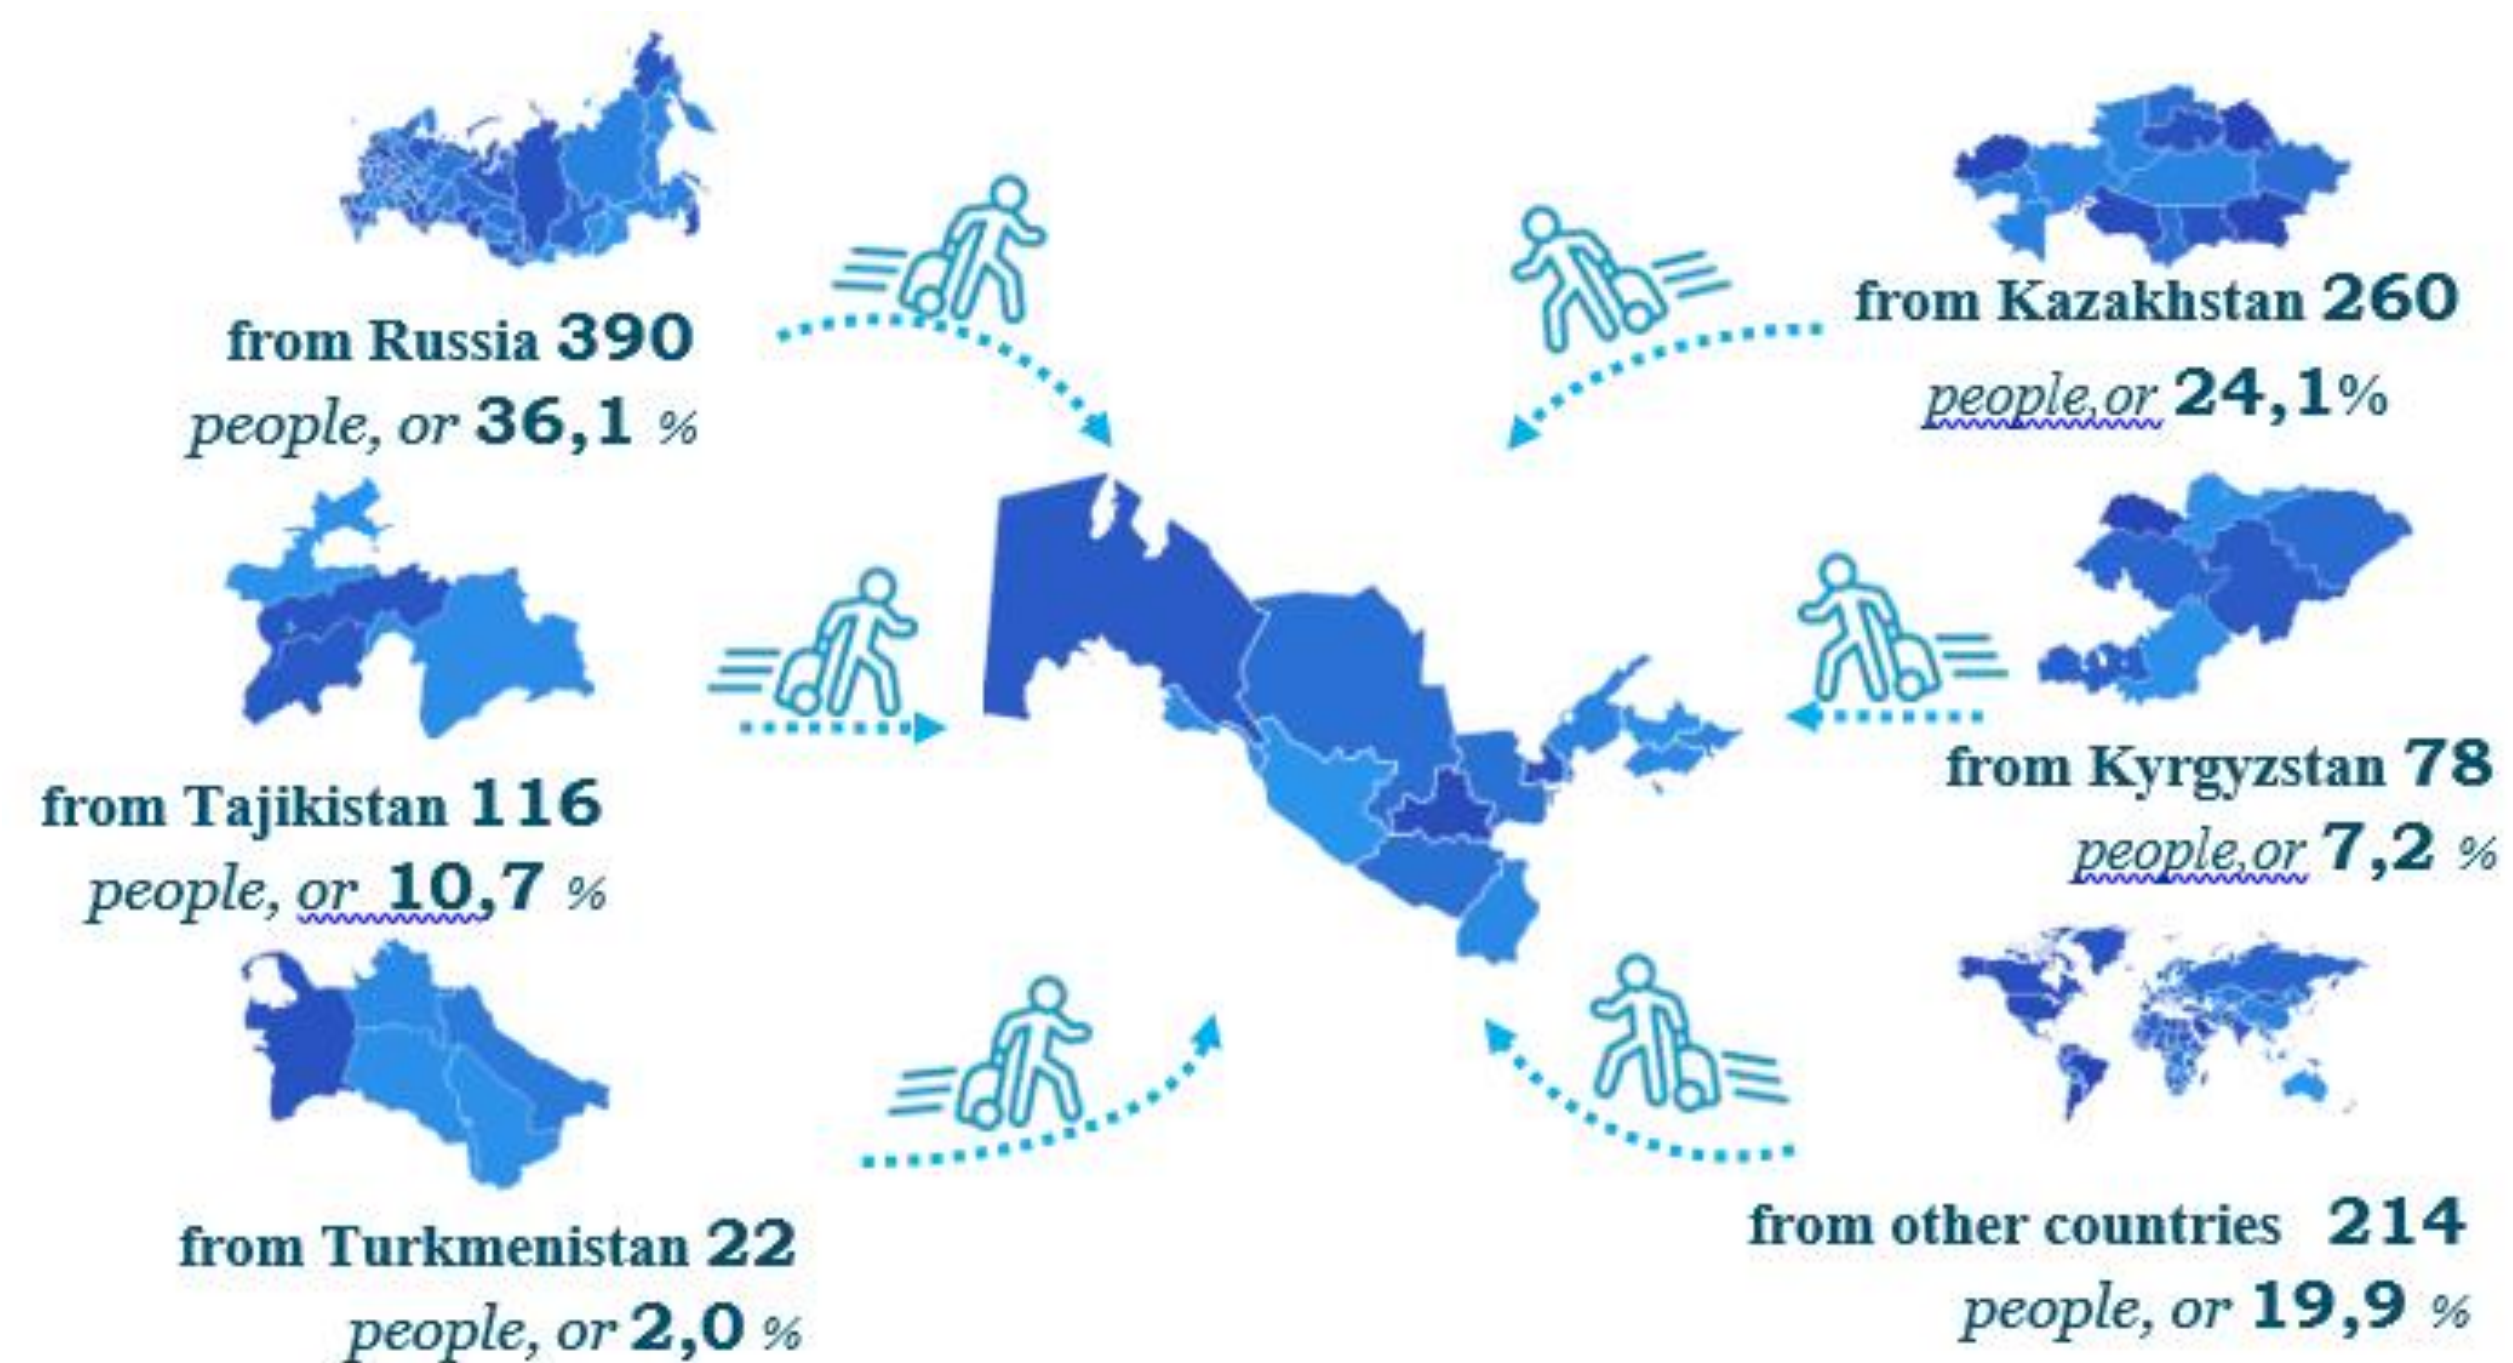 from Russia 390
people, or 36,1 %
from Kazakhstan 260
people,or 24,1%
from Tajikistan 116
people, or 10,7 %
from Kyrgyzstan 78
people,or 7,2 %
from Turkmenistan 22
people, or 2,0 %
from other countries 214
people, or 19,9 %